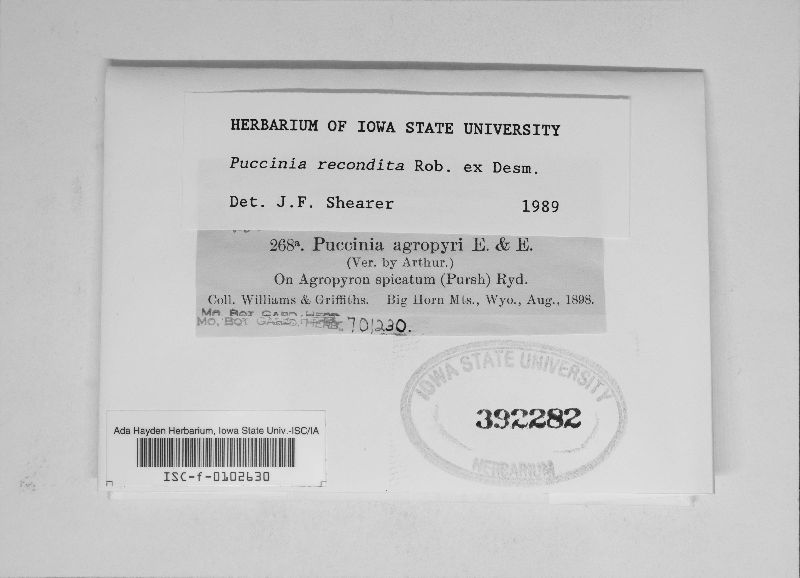 HERBARIUM OF IOWA STATE UNIVERSITY
Puccinia recondita Rob. ex Desm.
Det. J.F. Shearer 1989
268ª. Puccinia agropyri E. & E.
(Ver. by Arthur.)
On Agropyron spicatum (Pursh) Ryd.
Coll. Williams & Griffiths. Big Horn Mts., Wyo., Aug., 1898.
MO. BOT. GARD. HERB.
MO. BOT. GARD. HERB. 701230.
IOWA STATE UNIVERSITY
392282
HERBARIUM
Ada Hayden Herbarium, Iowa State Univ.-ISC/IA
ISC-f-0102630